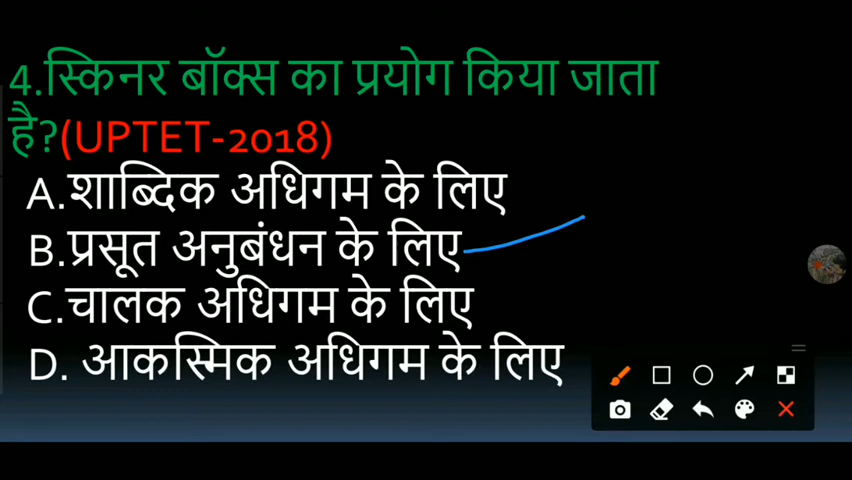 4.स्किनर बॉक्स का प्रयोग किया जाता
है?(UPTET-2018)
A.शाब्दिक अधिगम के लिए
B.प्रसूत अनुबंधन के लिए
C.चालक अधिगम के लिए
D. आकस्मिक अधिगम के लिए